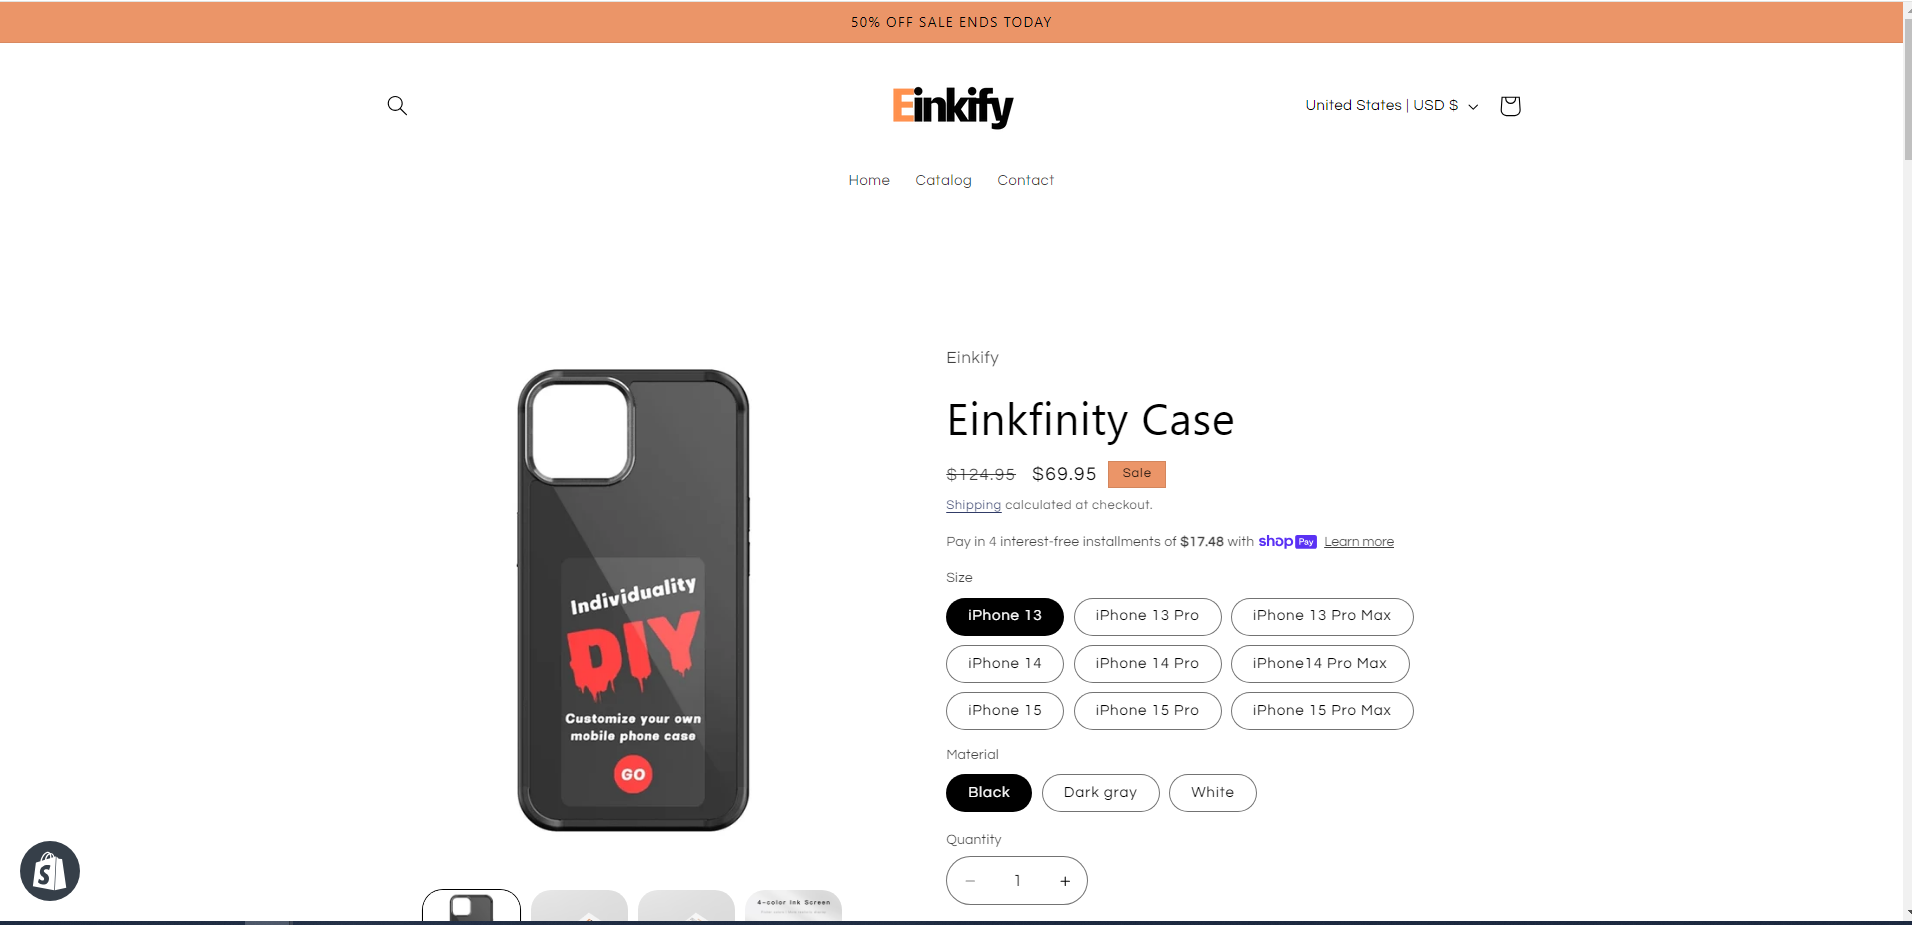 50% OFF SALE ENDS TODAY
Einkify
United States | USD $
Home Catalog Contact
Einkify
Einkfinity Case
$124.95 $69.95 Sale
Shipping calculated at checkout.
Pay in 4 interest-free installments of $17.48 with shop Pay Learn more
Size
iPhone 13 iPhone 13 Pro iPhone 13 Pro Max
iPhone 14 iPhone 14 Pro iPhone14 Pro Max
iPhone 15 iPhone 15 Pro iPhone 15 Pro Max
Material
Black Dark gray White
Quantity
− 1 +
Individuality
DIY
Customize your own
mobile phone case
GO
4-color Ink Screen